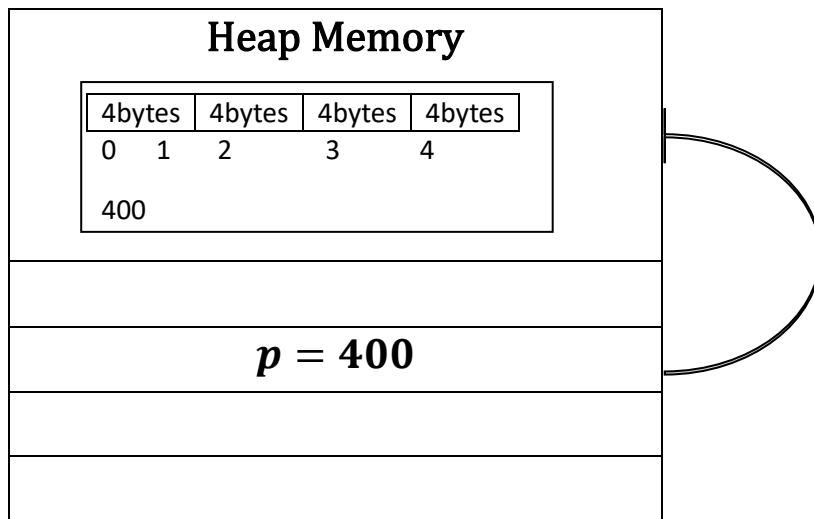 Heap Memory
4bytes 4bytes 4bytes 4bytes
0 1 2 3 4
400
p = 400